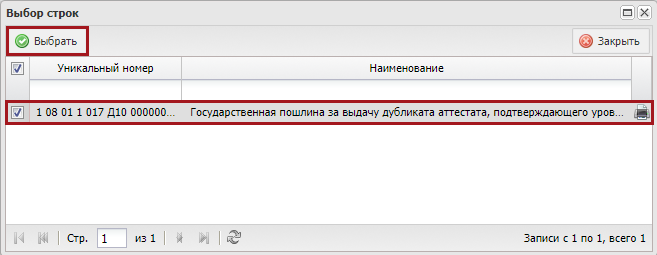 Выбор строк
Выбрать
Закрыть
Уникальный номер Наименование
1 08 01 1 017 Д10 000000... Государственная пошлина за выдачу дубликата аттестата, подтверждающего уров...
Стр. 1 из 1 Записи с 1 по 1, всего 1